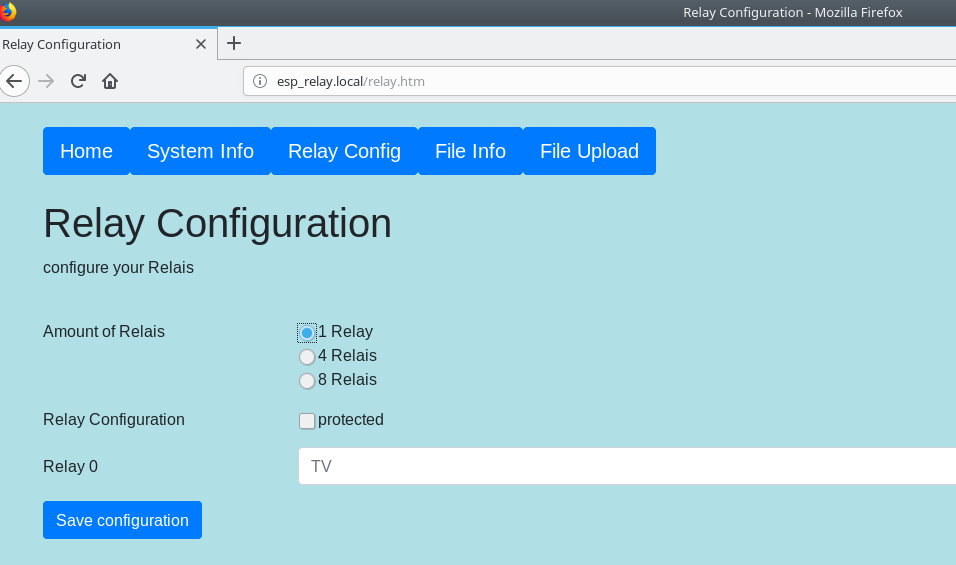 Relay Configuration - Mozilla Firefox
Relay Configuration
esp_relay.local/relay.htm
Home System Info Relay Config File Info File Upload
Relay Configuration
configure your Relais
Amount of Relais 1 Relay
4 Relais
8 Relais
Relay Configuration protected
Relay 0 TV
Save configuration